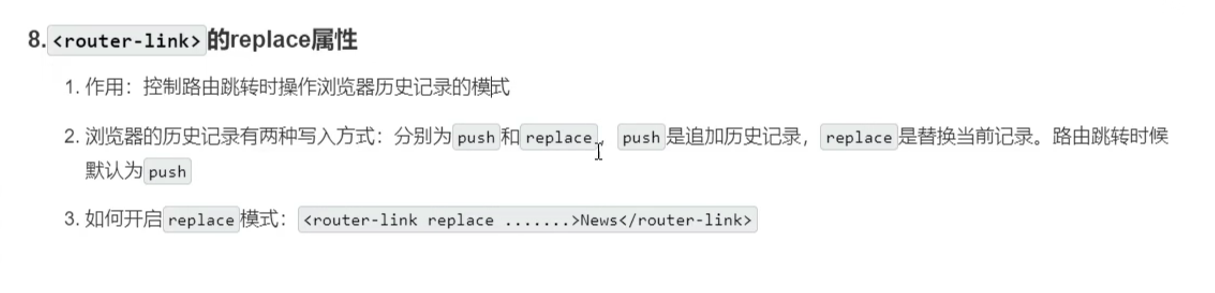 8.<router-link>的replace属性
1. 作用：控制路由跳转时操作浏览器历史记录的模式
2. 浏览器的历史记录有两种写入方式：分别为push和replace，push是追加历史记录，replace是替换当前记录。路由跳转时候
默认为push
3. 如何开启replace模式：<router-link replace .......>News</router-link>